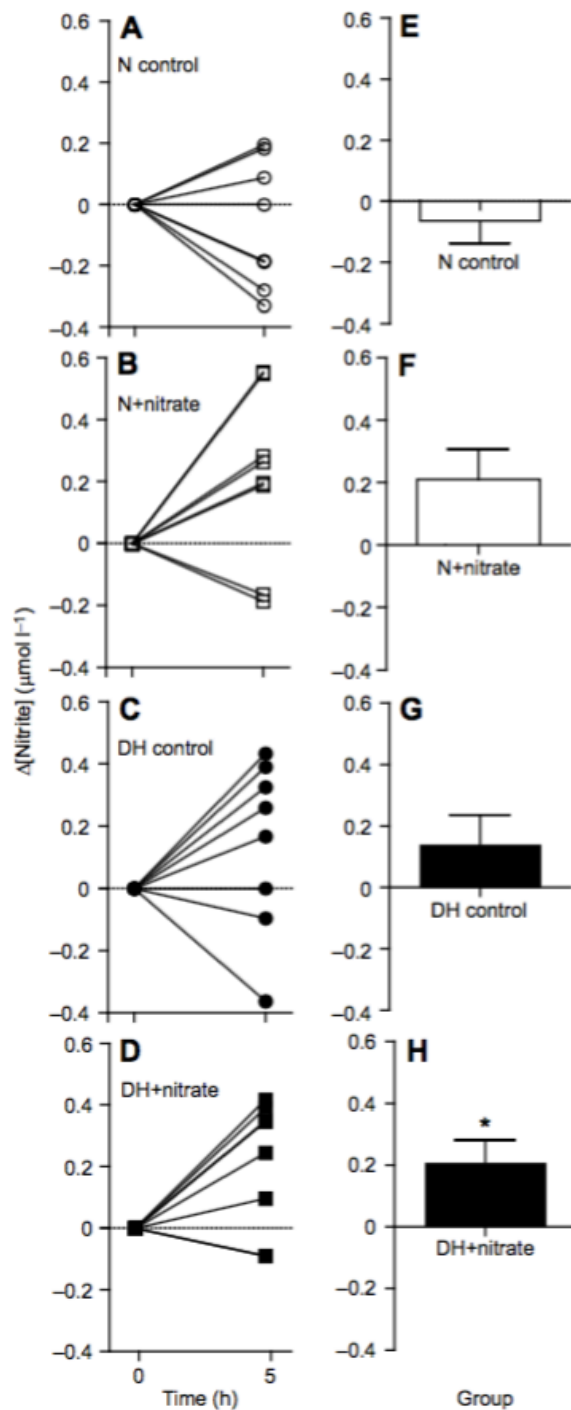 A
N control
0.6
0.4
0.2
0
–0.2
–0.4
E
N control
0.6
0.4
0.2
0
–0.2
–0.4
B
N+nitrate
0.6
0.4
0.2
0
–0.2
–0.4
F
N+nitrate
0.6
0.4
0.2
0
–0.2
–0.4
Δ[Nitrite] (μmol l⁻¹)
C
DH control
0.6
0.4
0.2
0
–0.2
–0.4
G
DH control
0.6
0.4
0.2
0
–0.2
–0.4
D
DH+nitrate
0.6
0.4
0.2
0
–0.2
–0.4
H
*
DH+nitrate
0.6
0.4
0.2
0
–0.2
–0.4
0 5
Time (h)
Group